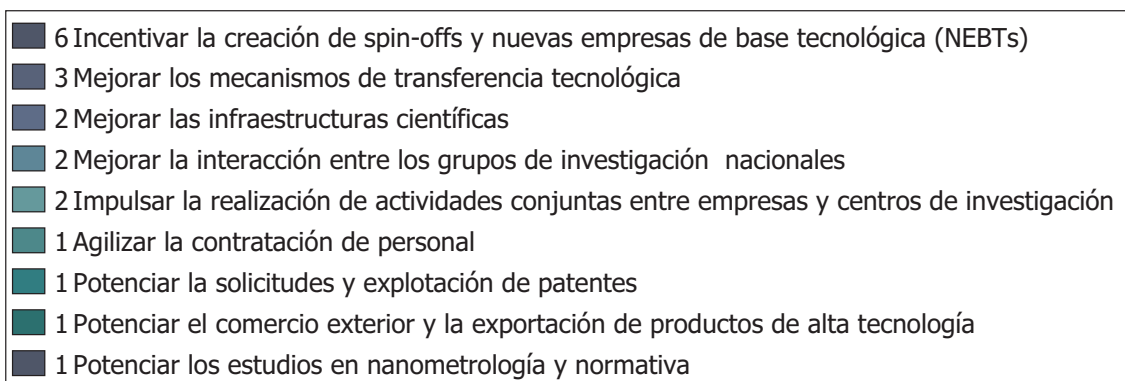 6 Incentivar la creación de spin-offs y nuevas empresas de base tecnológica (NEBTs)
3 Mejorar los mecanismos de transferencia tecnológica
2 Mejorar las infraestructuras científicas
2 Mejorar la interacción entre los grupos de investigación nacionales
2 Impulsar la realización de actividades conjuntas entre empresas y centros de investigación
1 Agilizar la contratación de personal
1 Potenciar la solicitudes y explotación de patentes
1 Potenciar el comercio exterior y la exportación de productos de alta tecnología
1 Potenciar los estudios en nanometrología y normativa